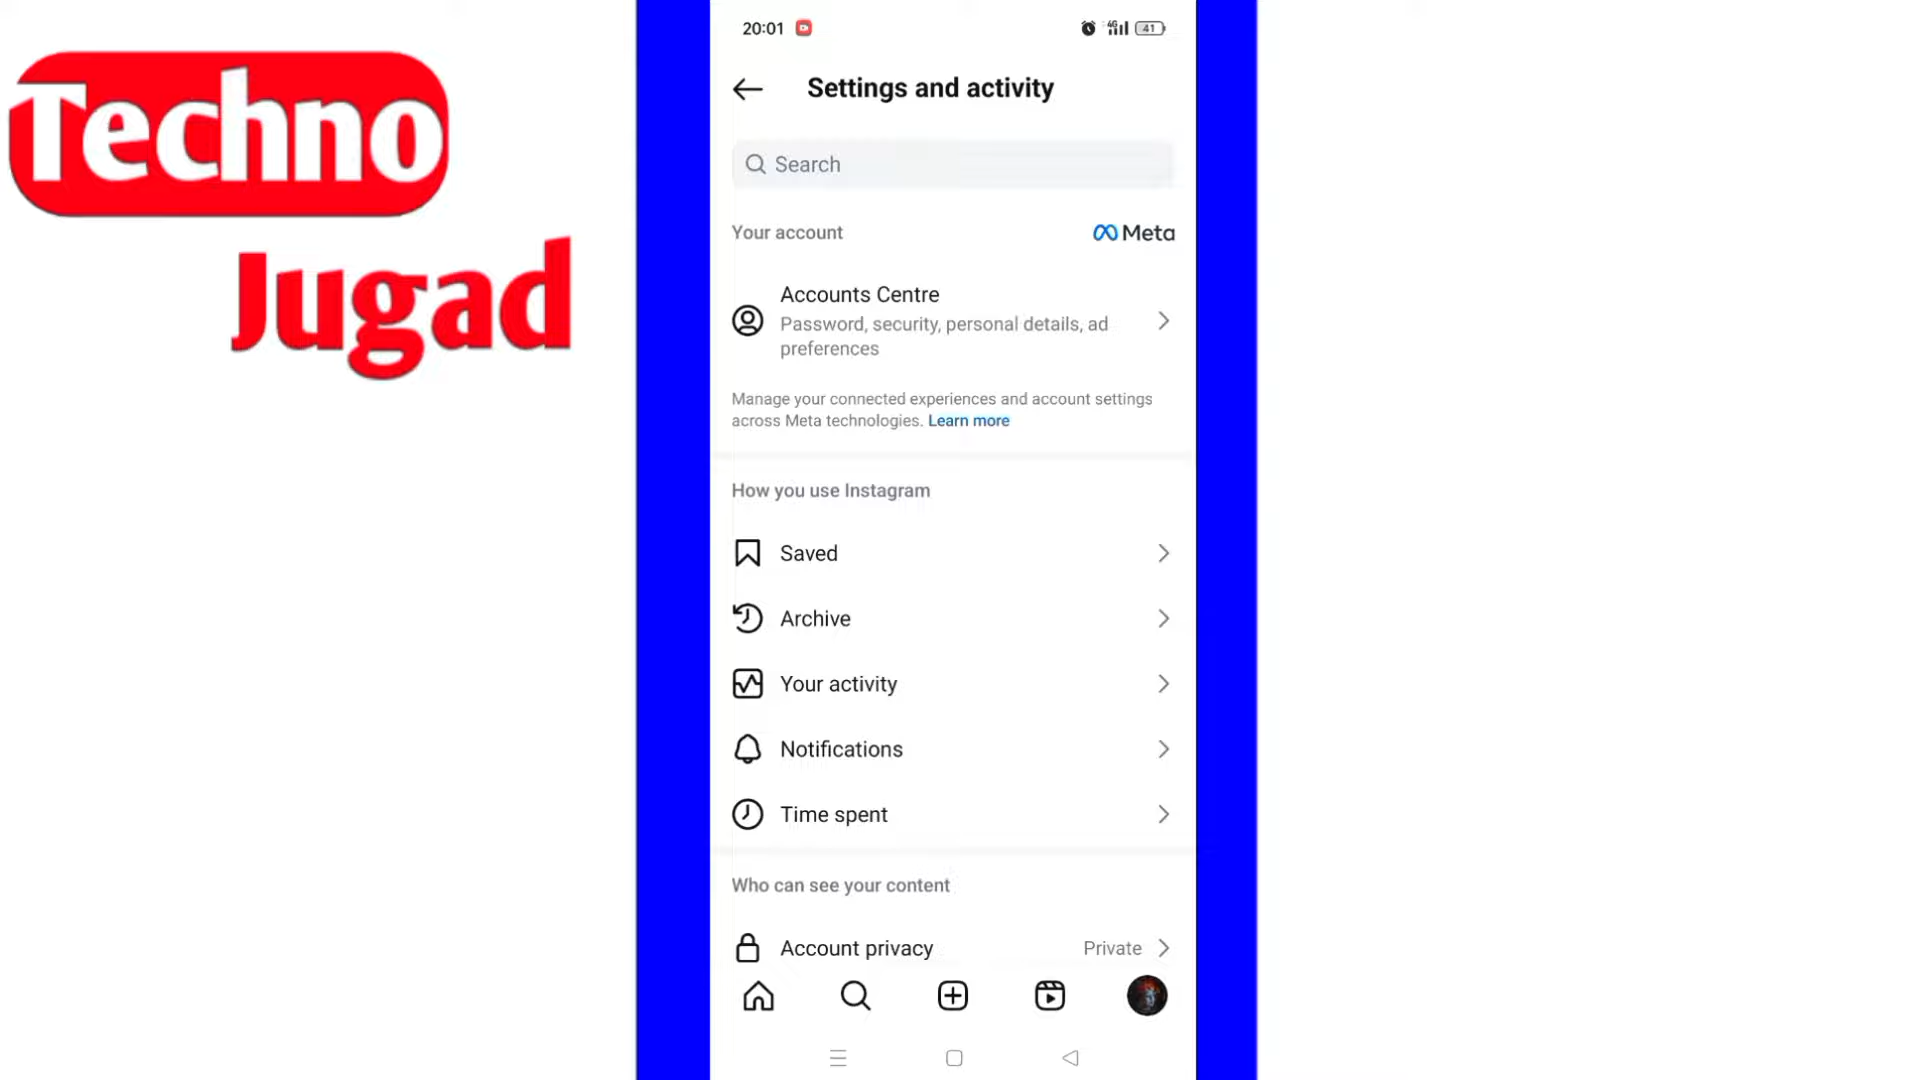 Techno
Jugad
20:01
4G
41
Settings and activity
Search
Your account
Meta
Accounts Centre
Password, security, personal details, ad
preferences
Manage your connected experiences and account settings
across Meta technologies. Learn more
How you use Instagram
Saved
Archive
Your activity
Notifications
Time spent
Who can see your content
Account privacy
Private